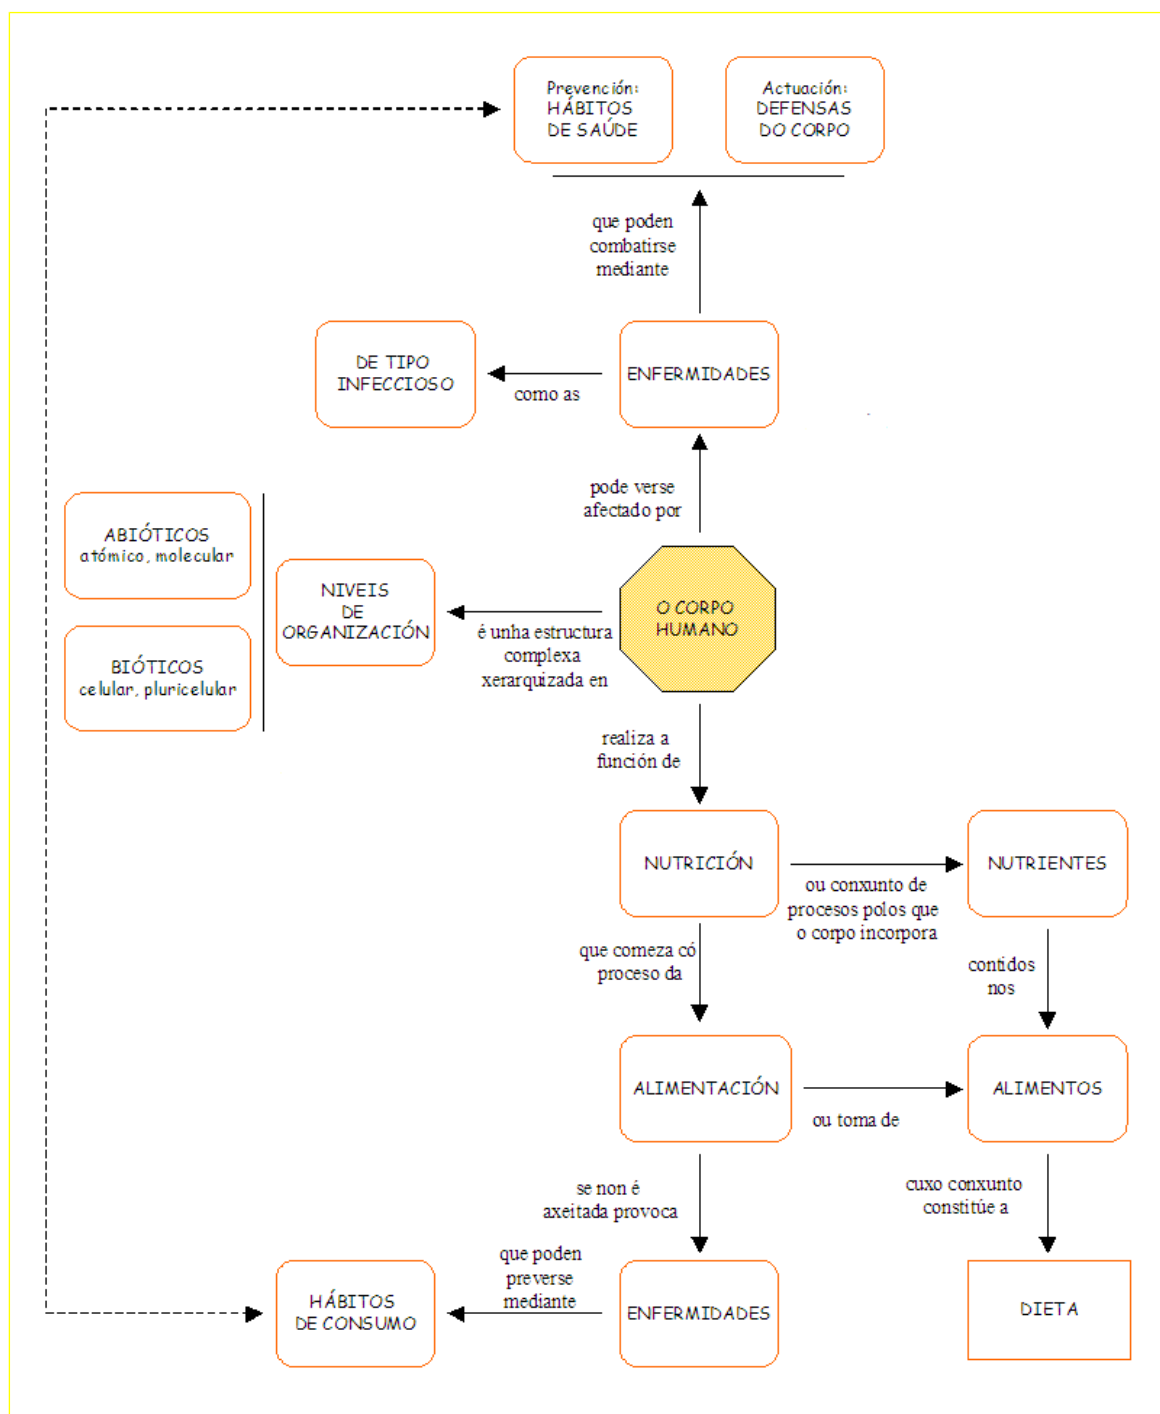 Prevención:
HÁBITOS
DE SAÚDE
Actuación:
DEFENSAS
DO CORPO
que poden
combatirse
mediante
DE TIPO
INFECCIOSO
como as
ENFERMIDADES
pode verse
afectado por
ABIÓTICOS
atómico, molecular
BIÓTICOS
celular, pluricelular
NIVEIS
DE
ORGANIZACIÓN
é unha estructura
complexa
xerarquizada en
O CORPO
HUMANO
realiza a
función de
NUTRICIÓN
ou conxunto de
procesos polos que
o corpo incorpora
NUTRIENTES
que comeza có
proceso da
contidos
nos
ALIMENTACIÓN
ou toma de
ALIMENTOS
se non é
axeitada provoca
cuxo conxunto
constitúe a
HÁBITOS
DE CONSUMO
que poden
preverse
mediante
ENFERMIDADES
DIETA